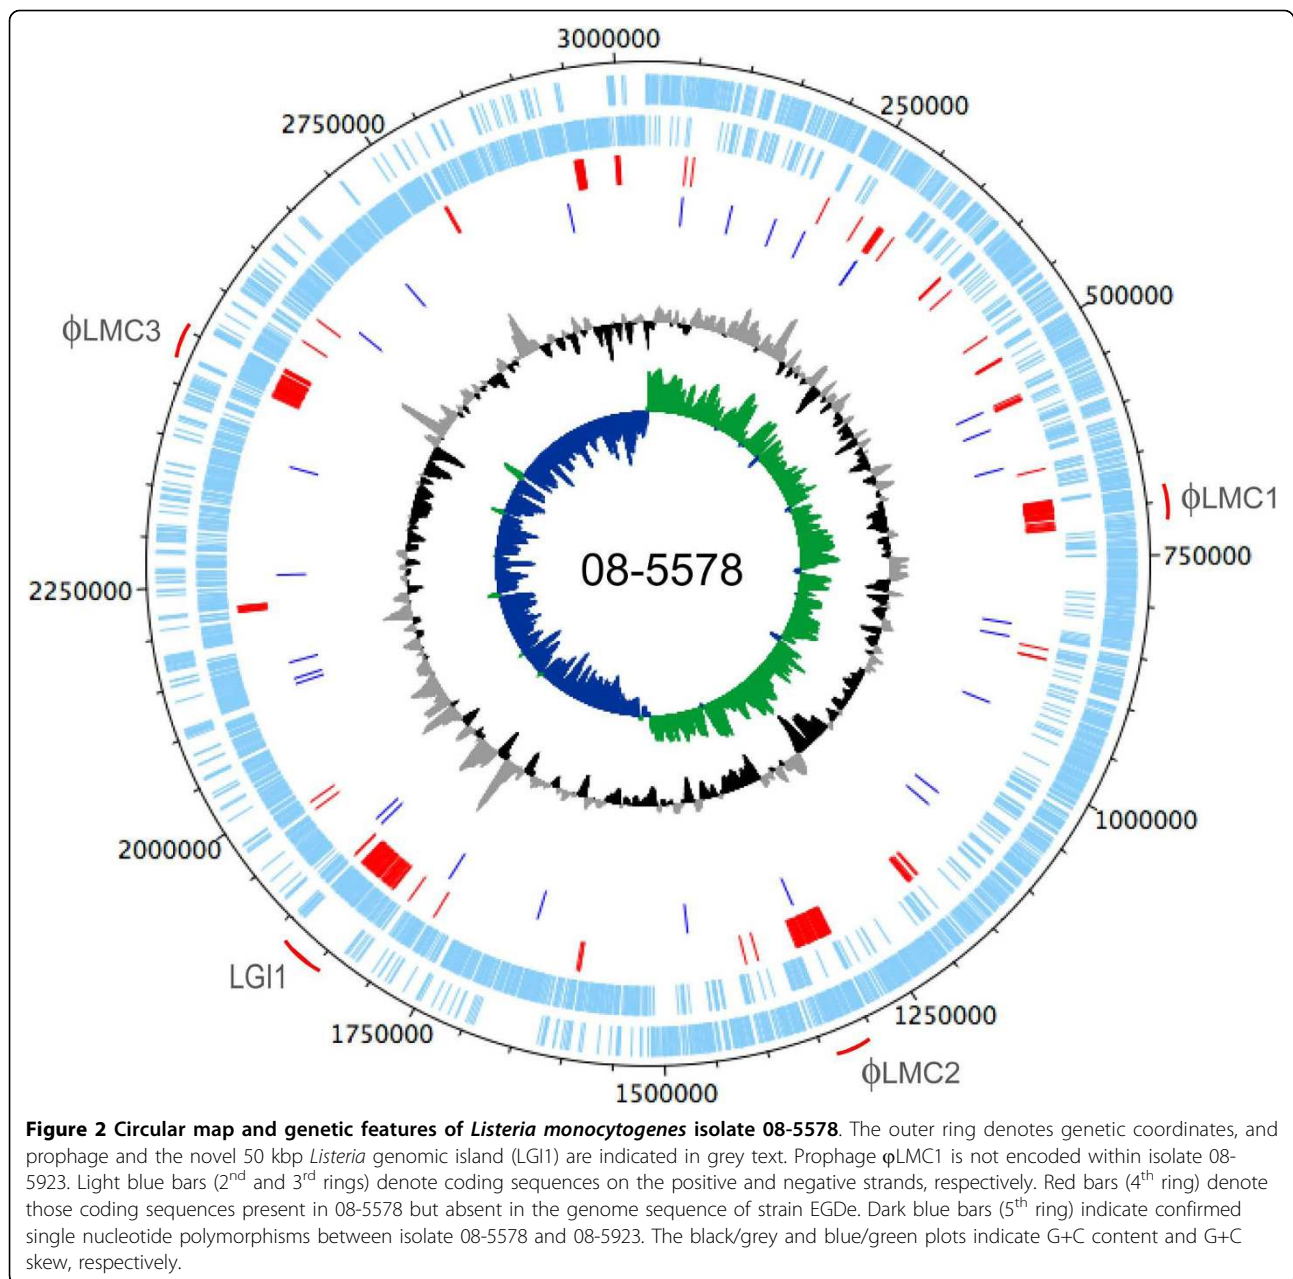 3000000
250000
2750000
500000
ϕLMC3
ϕLMC1
750000
08-5578
2250000
1000000
2000000
LGI1
1250000
1750000
ϕLMC2
1500000
Figure 2 Circular map and genetic features of Listeria monocytogenes isolate 08-5578. The outer ring denotes genetic coordinates, and
prophage and the novel 50 kbp Listeria genomic island (LGI1) are indicated in grey text. Prophage φLMC1 is not encoded within isolate 08-
5923. Light blue bars (2nd and 3rd rings) denote coding sequences on the positive and negative strands, respectively. Red bars (4th ring) denote
those coding sequences present in 08-5578 but absent in the genome sequence of strain EGDe. Dark blue bars (5th ring) indicate confirmed
single nucleotide polymorphisms between isolate 08-5578 and 08-5923. The black/grey and blue/green plots indicate G+C content and G+C
skew, respectively.